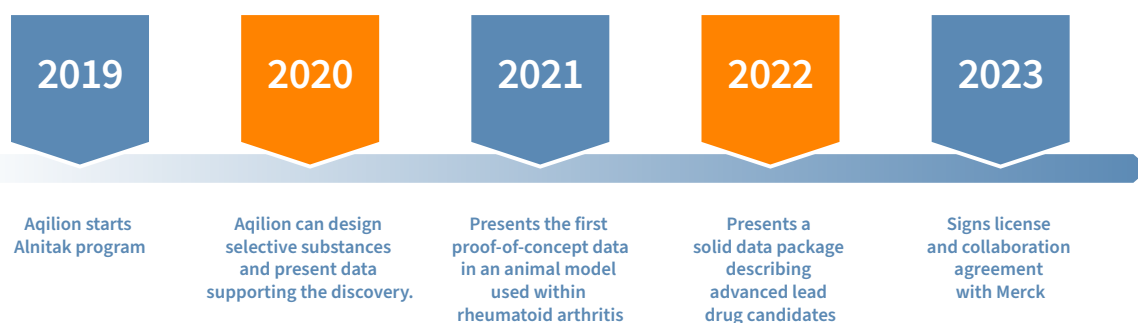 2019
2020
2021
2022
2023
Aqilion starts
Alnitak program
Aqilion can design
selective substances
and present data
supporting the discovery.
Presents the first
proof-of-concept data
in an animal model
used within
rheumatoid arthritis
Presents a
solid data package
describing
advanced lead
drug candidates
Signs license
and collaboration
agreement
with Merck